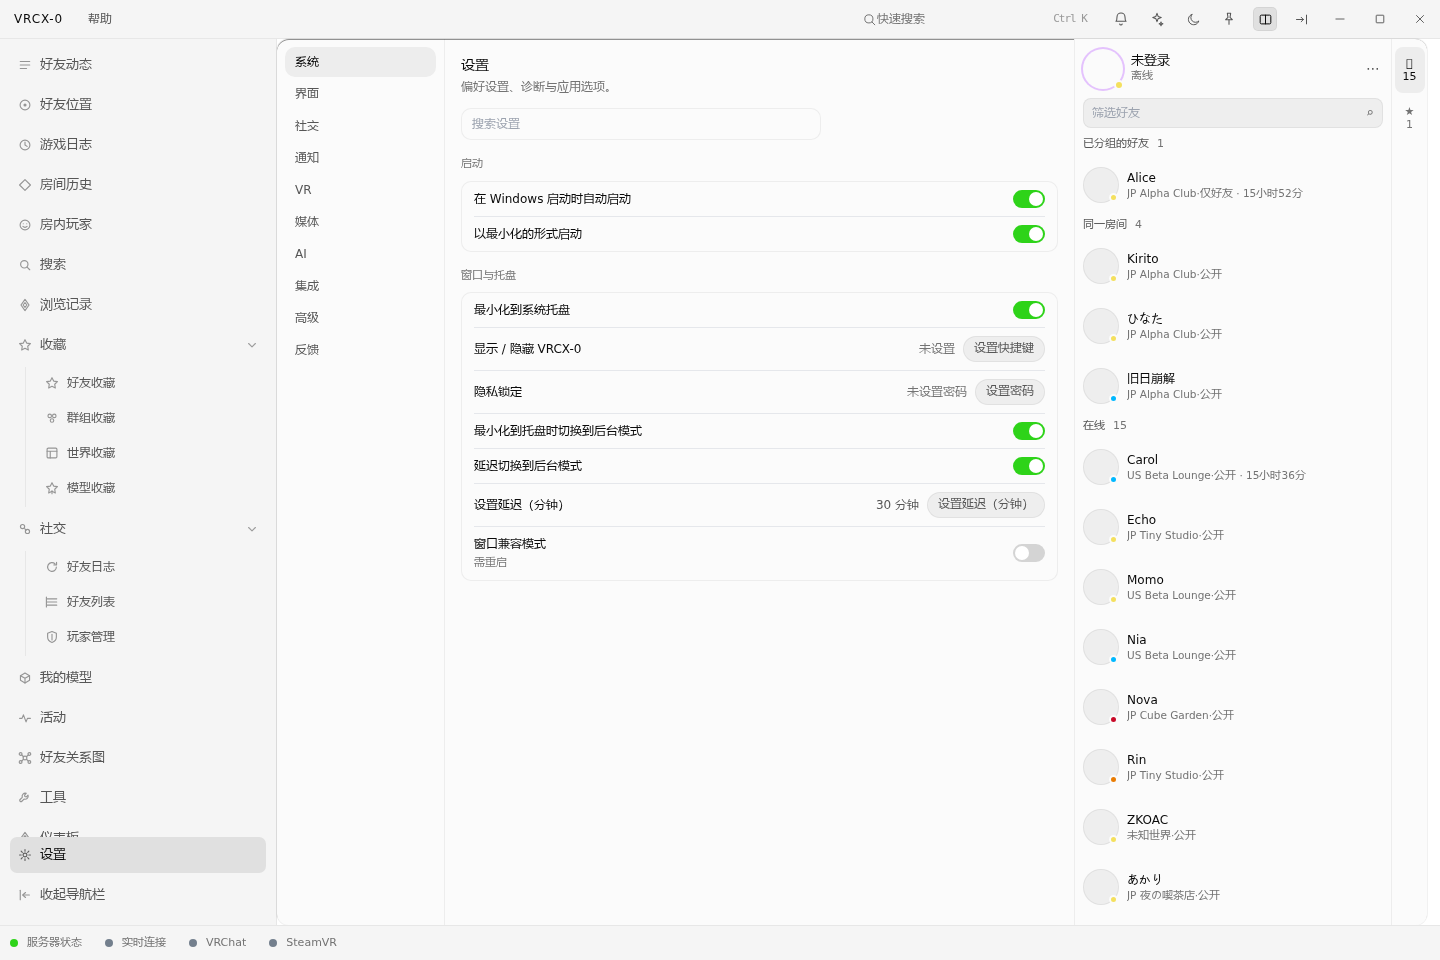 VRCX-0
帮助
快速搜索
Ctrl K
好友动态
好友位置
游戏日志
房间历史
房内玩家
搜索
浏览记录
收藏
好友收藏
群组收藏
世界收藏
模型收藏
社交
好友日志
好友列表
玩家管理
我的模型
活动
好友关系图
工具
仪表板
设置
收起导航栏
系统
界面
社交
通知
VR
媒体
AI
集成
高级
反馈
设置
偏好设置、诊断与应用选项。
搜索设置
启动
在 Windows 启动时自动启动
以最小化的形式启动
窗口与托盘
最小化到系统托盘
显示 / 隐藏 VRCX-0
未设置
设置快捷键
隐私锁定
未设置密码
设置密码
最小化到托盘时切换到后台模式
延迟切换到后台模式
设置延迟（分钟）
30 分钟
设置延迟（分钟）
窗口兼容模式
需重启
未登录
离线
筛选好友
已分组的好友 1
Alice
JP Alpha Club·仅好友 · 15小时52分
同一房间 4
Kirito
JP Alpha Club·公开
ひなた
JP Alpha Club·公开
旧日崩解
JP Alpha Club·公开
在线 15
Carol
US Beta Lounge·公开 · 15小时36分
Echo
JP Tiny Studio·公开
Momo
US Beta Lounge·公开
Nia
US Beta Lounge·公开
Nova
JP Cube Garden·公开
Rin
JP Tiny Studio·公开
ZKOAC
未知世界·公开
あかり
JP 夜の喫茶店·公开
15
★
1
服务器状态
实时连接
VRChat
SteamVR